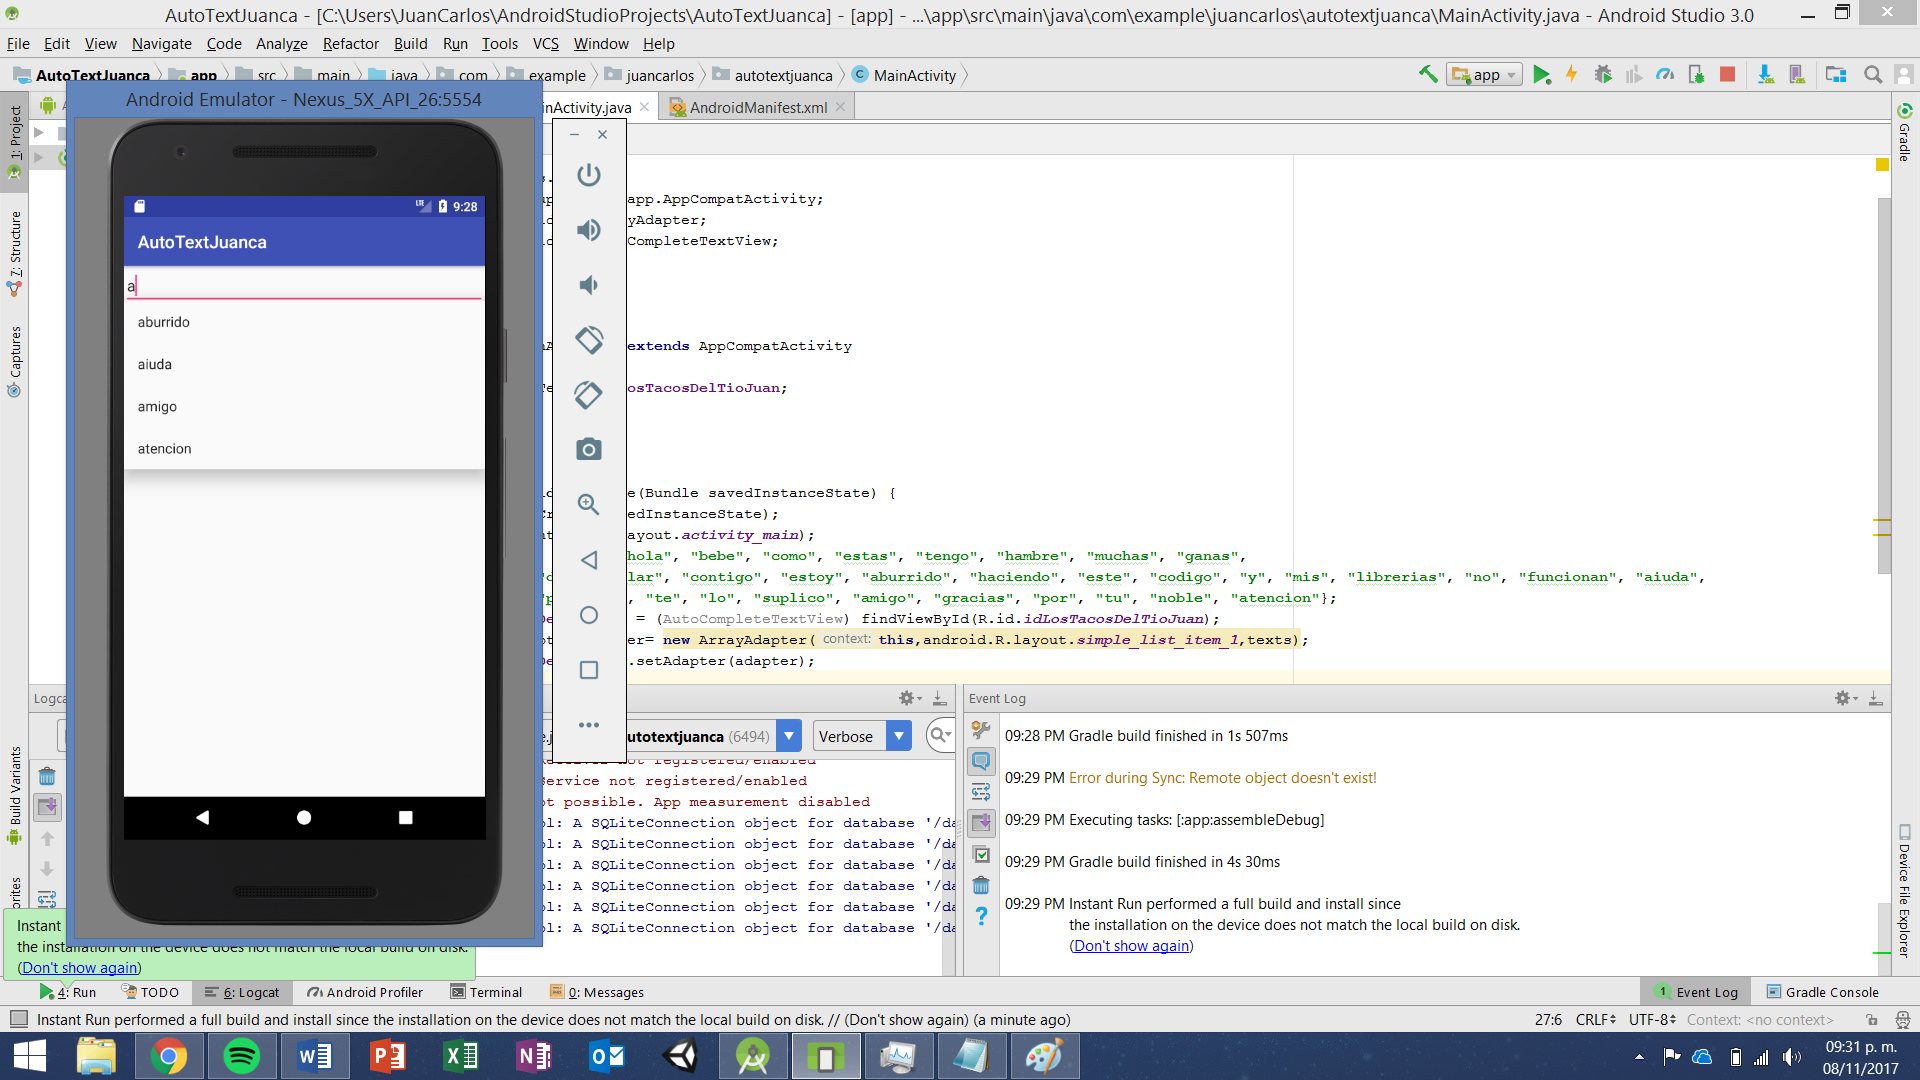 AutoTextJuanca - [C:\Users\JuanCarlos\AndroidStudioProjects\AutoTextJuanca] - [app] - ...\app\src\main\java\com\example\juancarlos\autotextjuanca\MainActivity.java - Android Studio 3.0
File Edit View Navigate Code Analyze Refactor Build Run Tools VCS Window Help
AutoTextJuanca app src main java com example juancarlos autotextjuanca MainActivity
app
Android Emulator - Nexus_5X_API_26:5554
inActivity.java AndroidManifest.xml
1: Project
7: Structure
Captures
Build Variants
Gradle
Device File Explorer
LTE 9:28
AutoTextJuanca
a
aburrido
aiuda
amigo
atencion
app.AppCompatActivity;
yAdapter;
CompleteTextView;
extends AppCompatActivity
osTacosDelTioJuan;
e(Bundle savedInstanceState) {
edInstanceState);
ayout.activity_main);
hola", "bebe", "como", "estas", "tengo", "hambre", "muchas", "ganas",
lar", "contigo", "estoy", "aburrido", "haciendo", "este", "codigo", "y", "mis", "librerias", "no", "funcionan", "aiuda",
, "te", "lo", "suplico", "amigo", "gracias", "por", "tu", "noble", "atencion"};
= (AutoCompleteTextView) findViewById(R.id.idLosTacosDelTioJuan);
er= new ArrayAdapter( context: this,android.R.layout.simple_list_item_1,texts);
.setAdapter(adapter);
Logca
utotextjuanca (6494) Verbose
not registered/enabled
Service not registered/enabled
ot possible. App measurement disabled
ol: A SQLiteConnection object for database '/da
ol: A SQLiteConnection object for database '/da
ol: A SQLiteConnection object for database '/da
ol: A SQLiteConnection object for database '/da
ol: A SQLiteConnection object for database '/da
ol: A SQLiteConnection object for database '/da
Event Log
09:28 PM Gradle build finished in 1s 507ms
09:29 PM Error during Sync: Remote object doesn't exist!
09:29 PM Executing tasks: [:app:assembleDebug]
09:29 PM Gradle build finished in 4s 30ms
09:29 PM Instant Run performed a full build and install since
the installation on the device does not match the local build on disk.
(Don't show again)
Instant
the installation on the device does not match the local build on disk.
(Don't show again)
4: Run TODO 6: Logcat Android Profiler Terminal 0: Messages 1 Event Log Gradle Console
Instant Run performed a full build and install since the installation on the device does not match the local build on disk. // (Don't show again) (a minute ago) 27:6 CRLF UTF-8 Context: <no context>
09:31 p. m.
08/11/2017